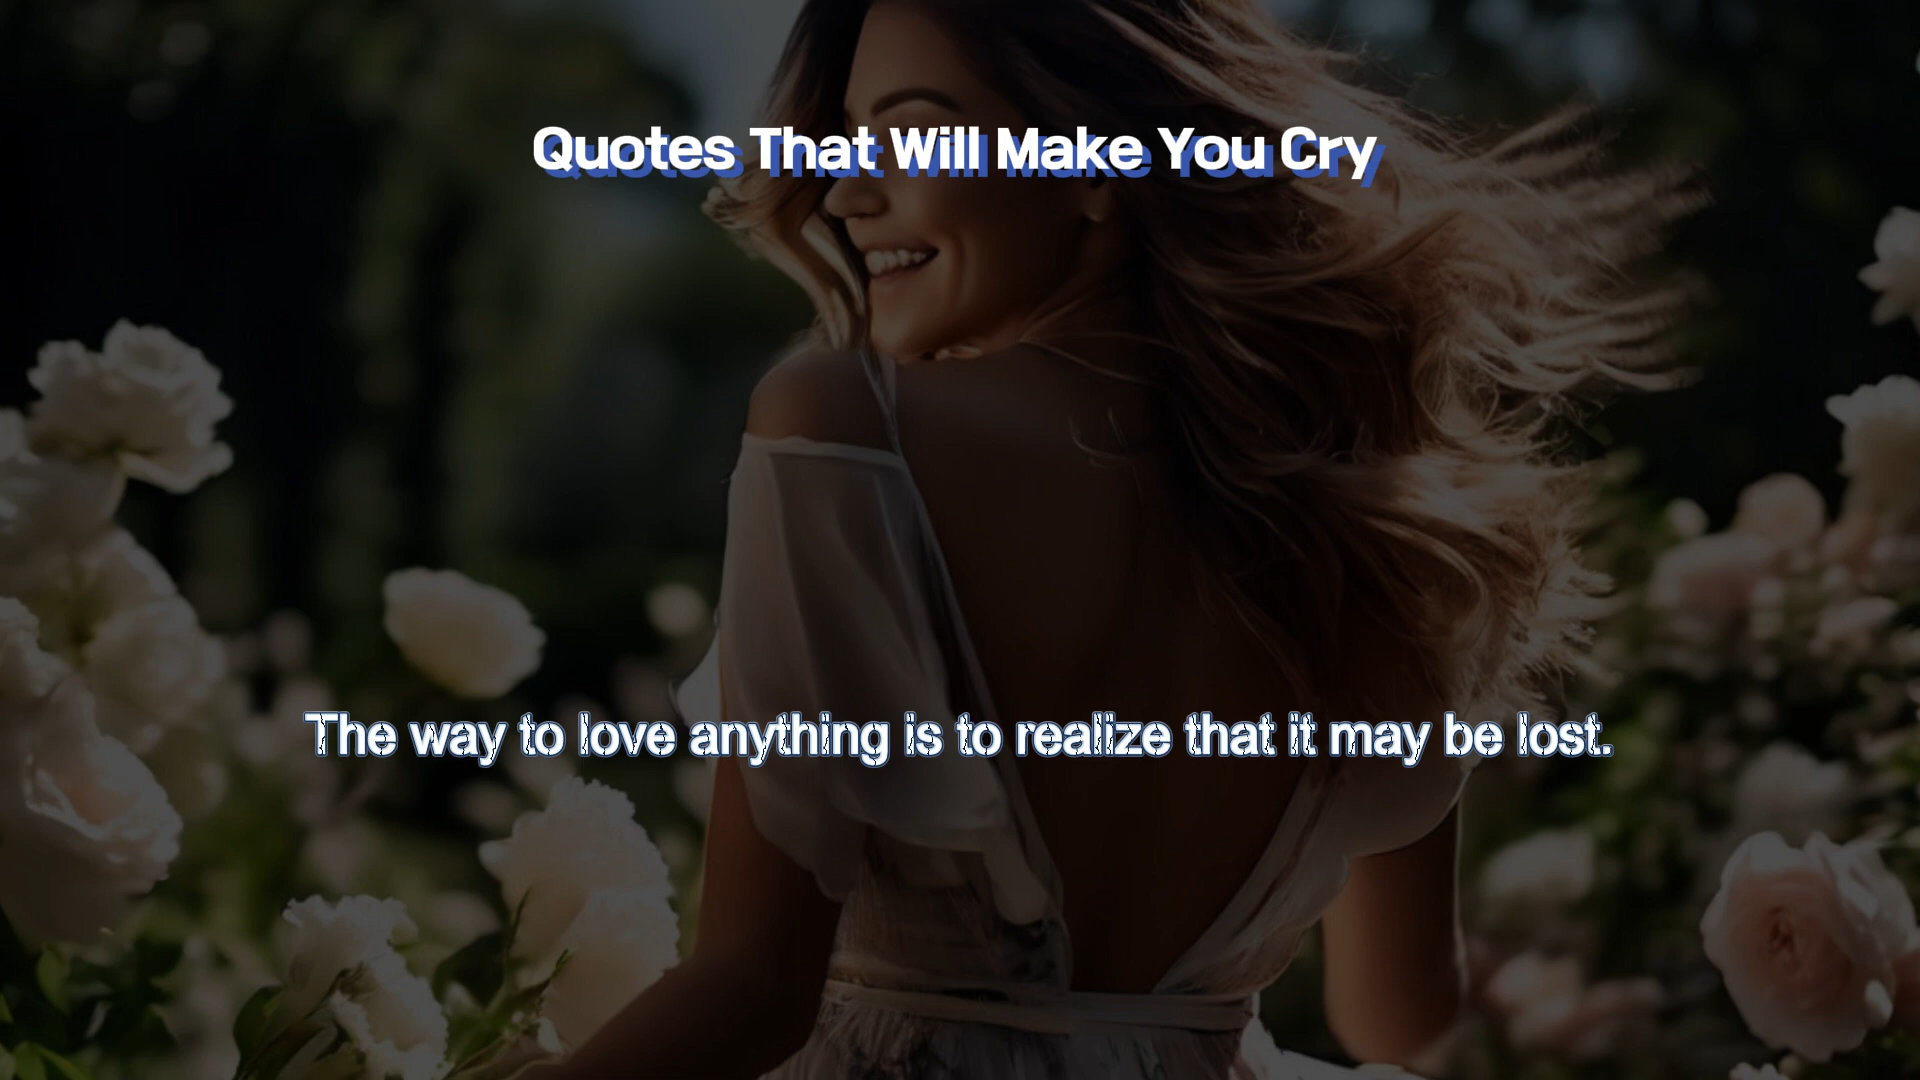 Quotes That Will Make You Cry
The way to love anything is to realize that it may be lost.